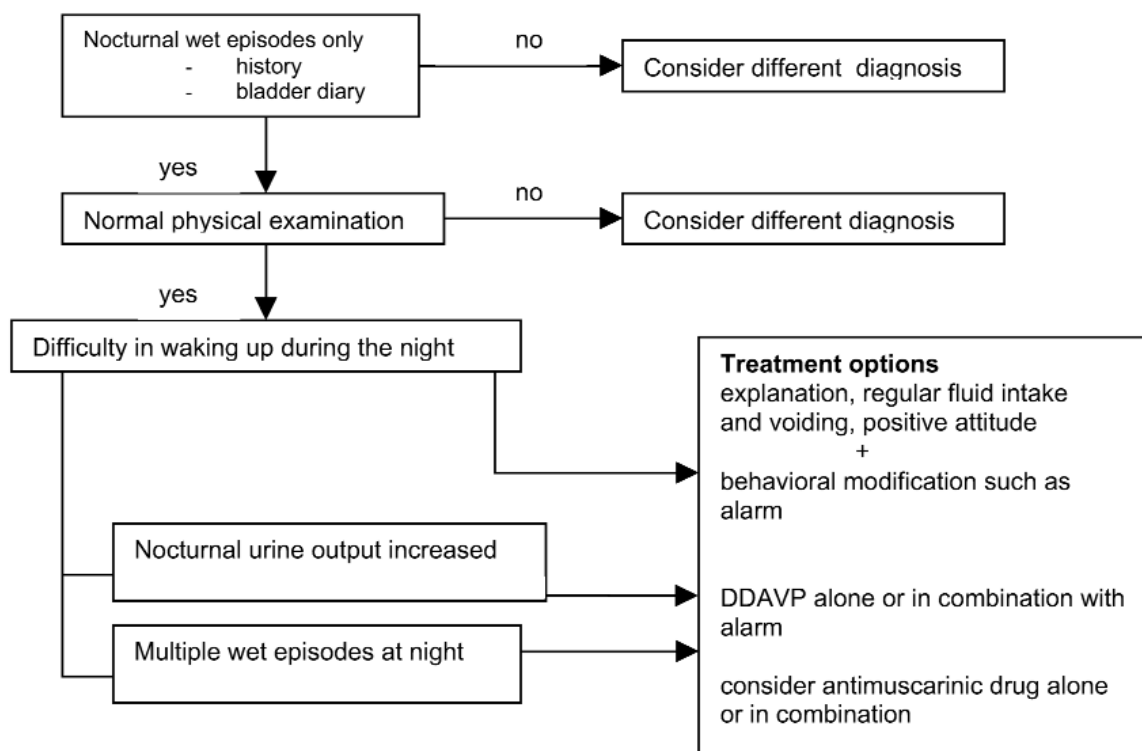 Nocturnal wet episodes only
- history
- bladder diary
no
Consider different diagnosis
yes
Normal physical examination
no
Consider different diagnosis
yes
Difficulty in waking up during the night
Treatment options
explanation, regular fluid intake
and voiding, positive attitude
+
behavioral modification such as
alarm
Nocturnal urine output increased
DDAVP alone or in combination with
alarm
Multiple wet episodes at night
consider antimuscarinic drug alone
or in combination